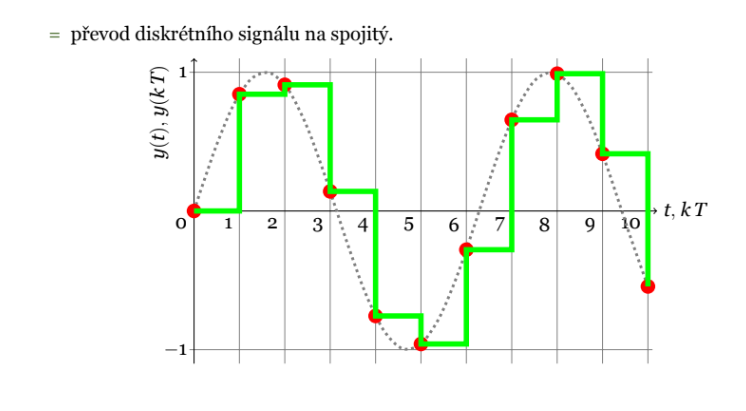 = převod diskrétního signálu na spojitý.
y(t), y(kT)
1
0 1 2 3 4 5 6 7 8 9 10 t, kT
−1